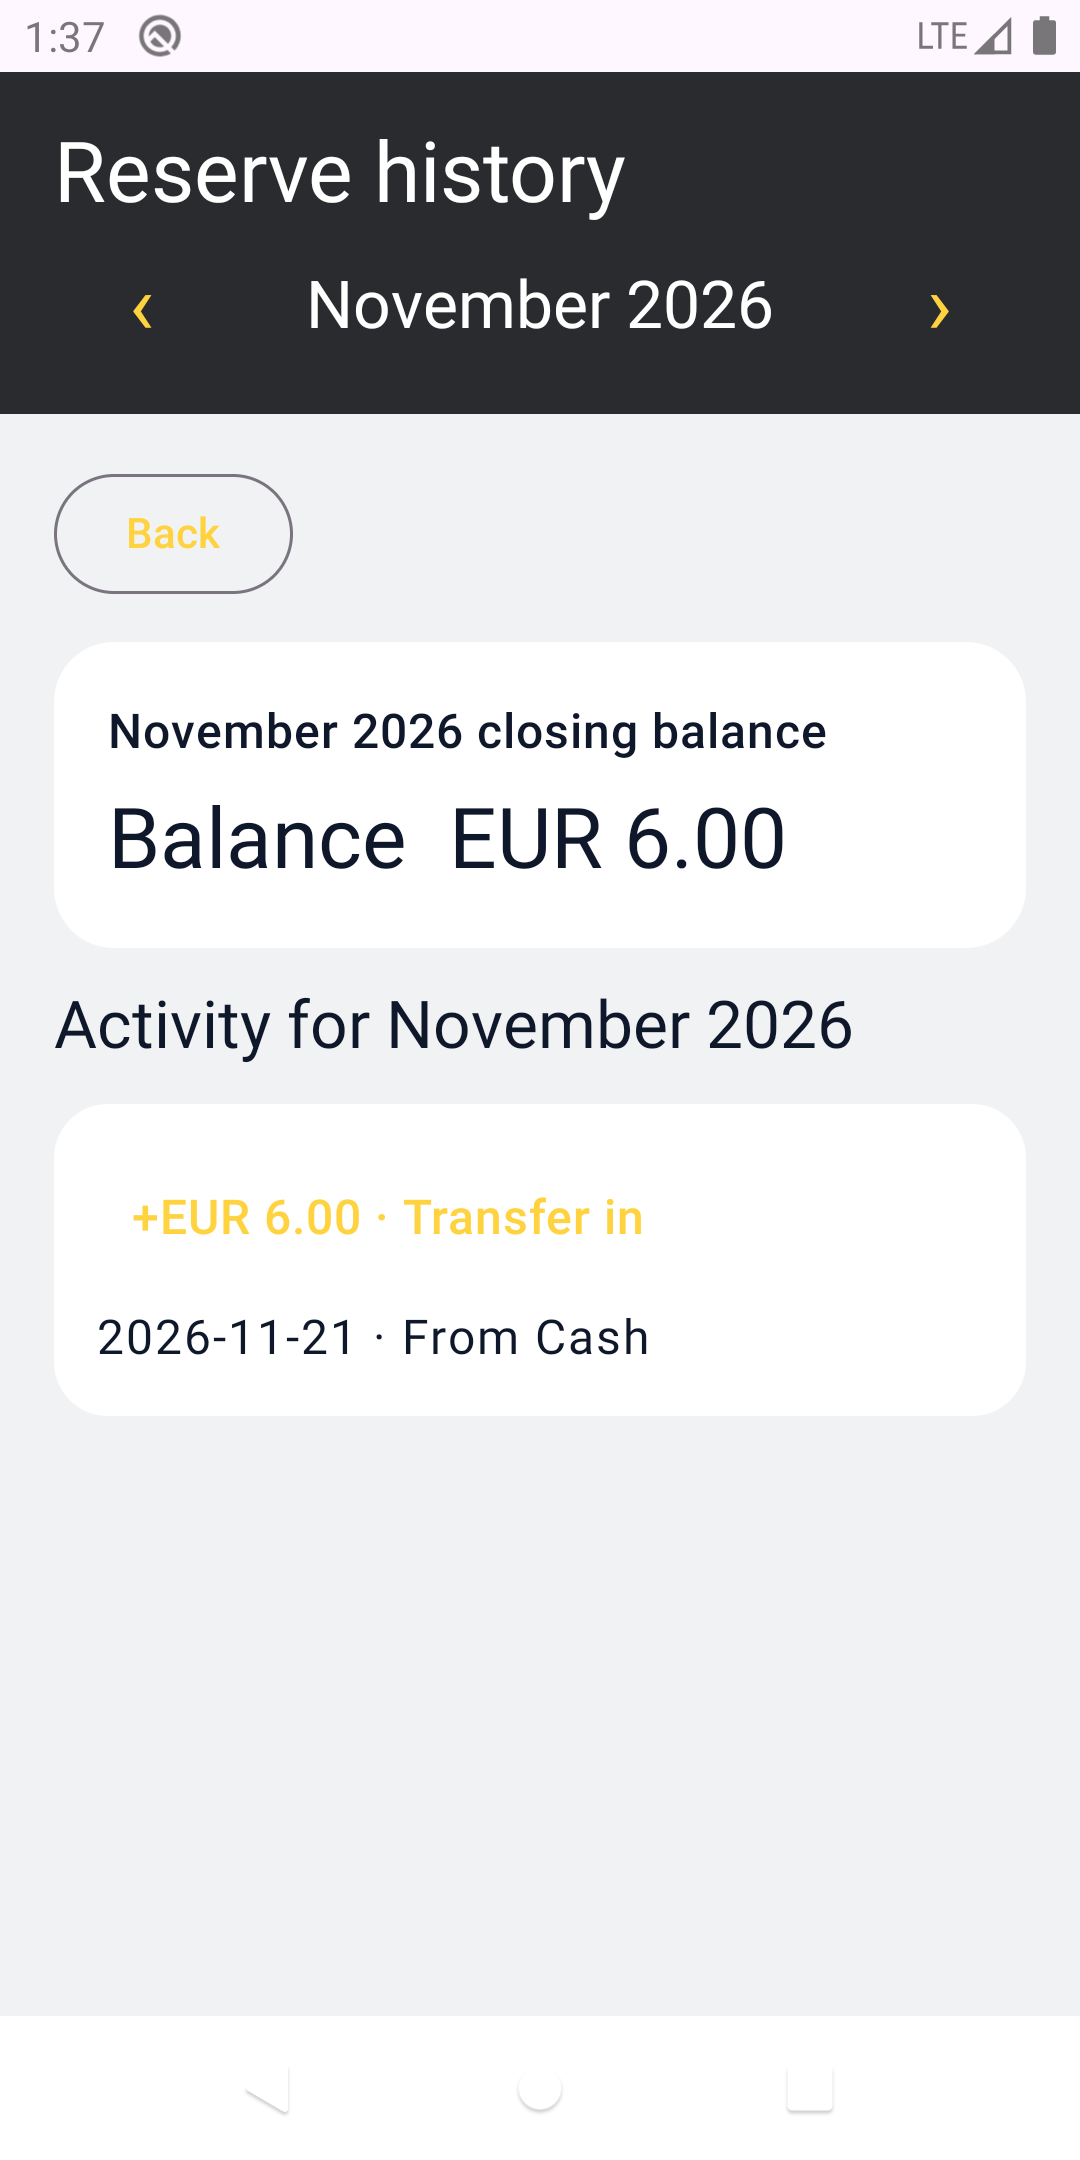 1:37 LTE
Reserve history
‹ November 2026 ›
Back
November 2026 closing balance
Balance EUR 6.00
Activity for November 2026
+EUR 6.00 · Transfer in
2026-11-21 · From Cash